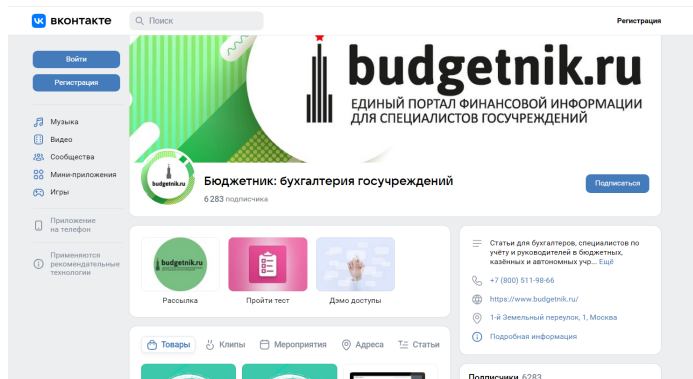 вконтакте
Поиск
Регистрация
Войти
Регистрация
Музыка
Видео
Сообщества
Мини-приложения
Игры
Приложение
на телефон
Применяются
рекомендательные
технологии
budgetnik.ru
ЕДИНЫЙ ПОРТАЛ ФИНАНСОВОЙ ИНФОРМАЦИИ
ДЛЯ СПЕЦИАЛИСТОВ ГОСУЧРЕЖДЕНИЙ
budgetnik.ru
Бюджетник: бухгалтерия госучреждений
6 283 подписчика
Подписаться
budgetnik.ru
Рассылка
Пройти тест
Дэмо доступы
Товары
Клипы
Мероприятия
Адреса
Статьи
Статьи для бухгалтеров, специалистов по
учёту и руководителей в бюджетных,
казённых и автономных учр... Ещё
+7 (800) 511-98-66
https://www.budgetnik.ru/
1-й Земельный переулок, 1, Москва
Подробная информация
Подписчики 6283